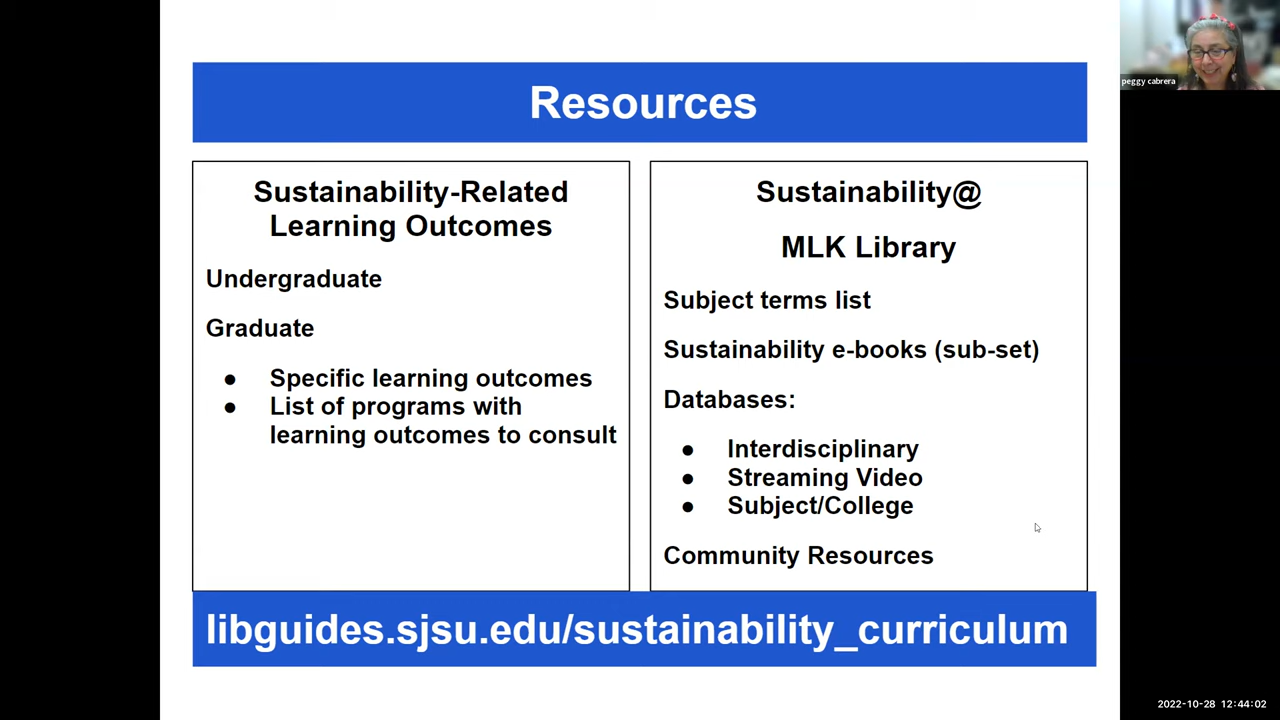 Resources
Sustainability-Related
Learning Outcomes
Undergraduate
Graduate
● Specific learning outcomes
● List of programs with
learning outcomes to consult
Sustainability@
MLK Library
Subject terms list
Sustainability e-books (sub-set)
Databases:
● Interdisciplinary
● Streaming Video
● Subject/College
Community Resources
libguides.sjsu.edu/sustainability_curriculum
peggy cabrera
2022-10-28 12:44:02